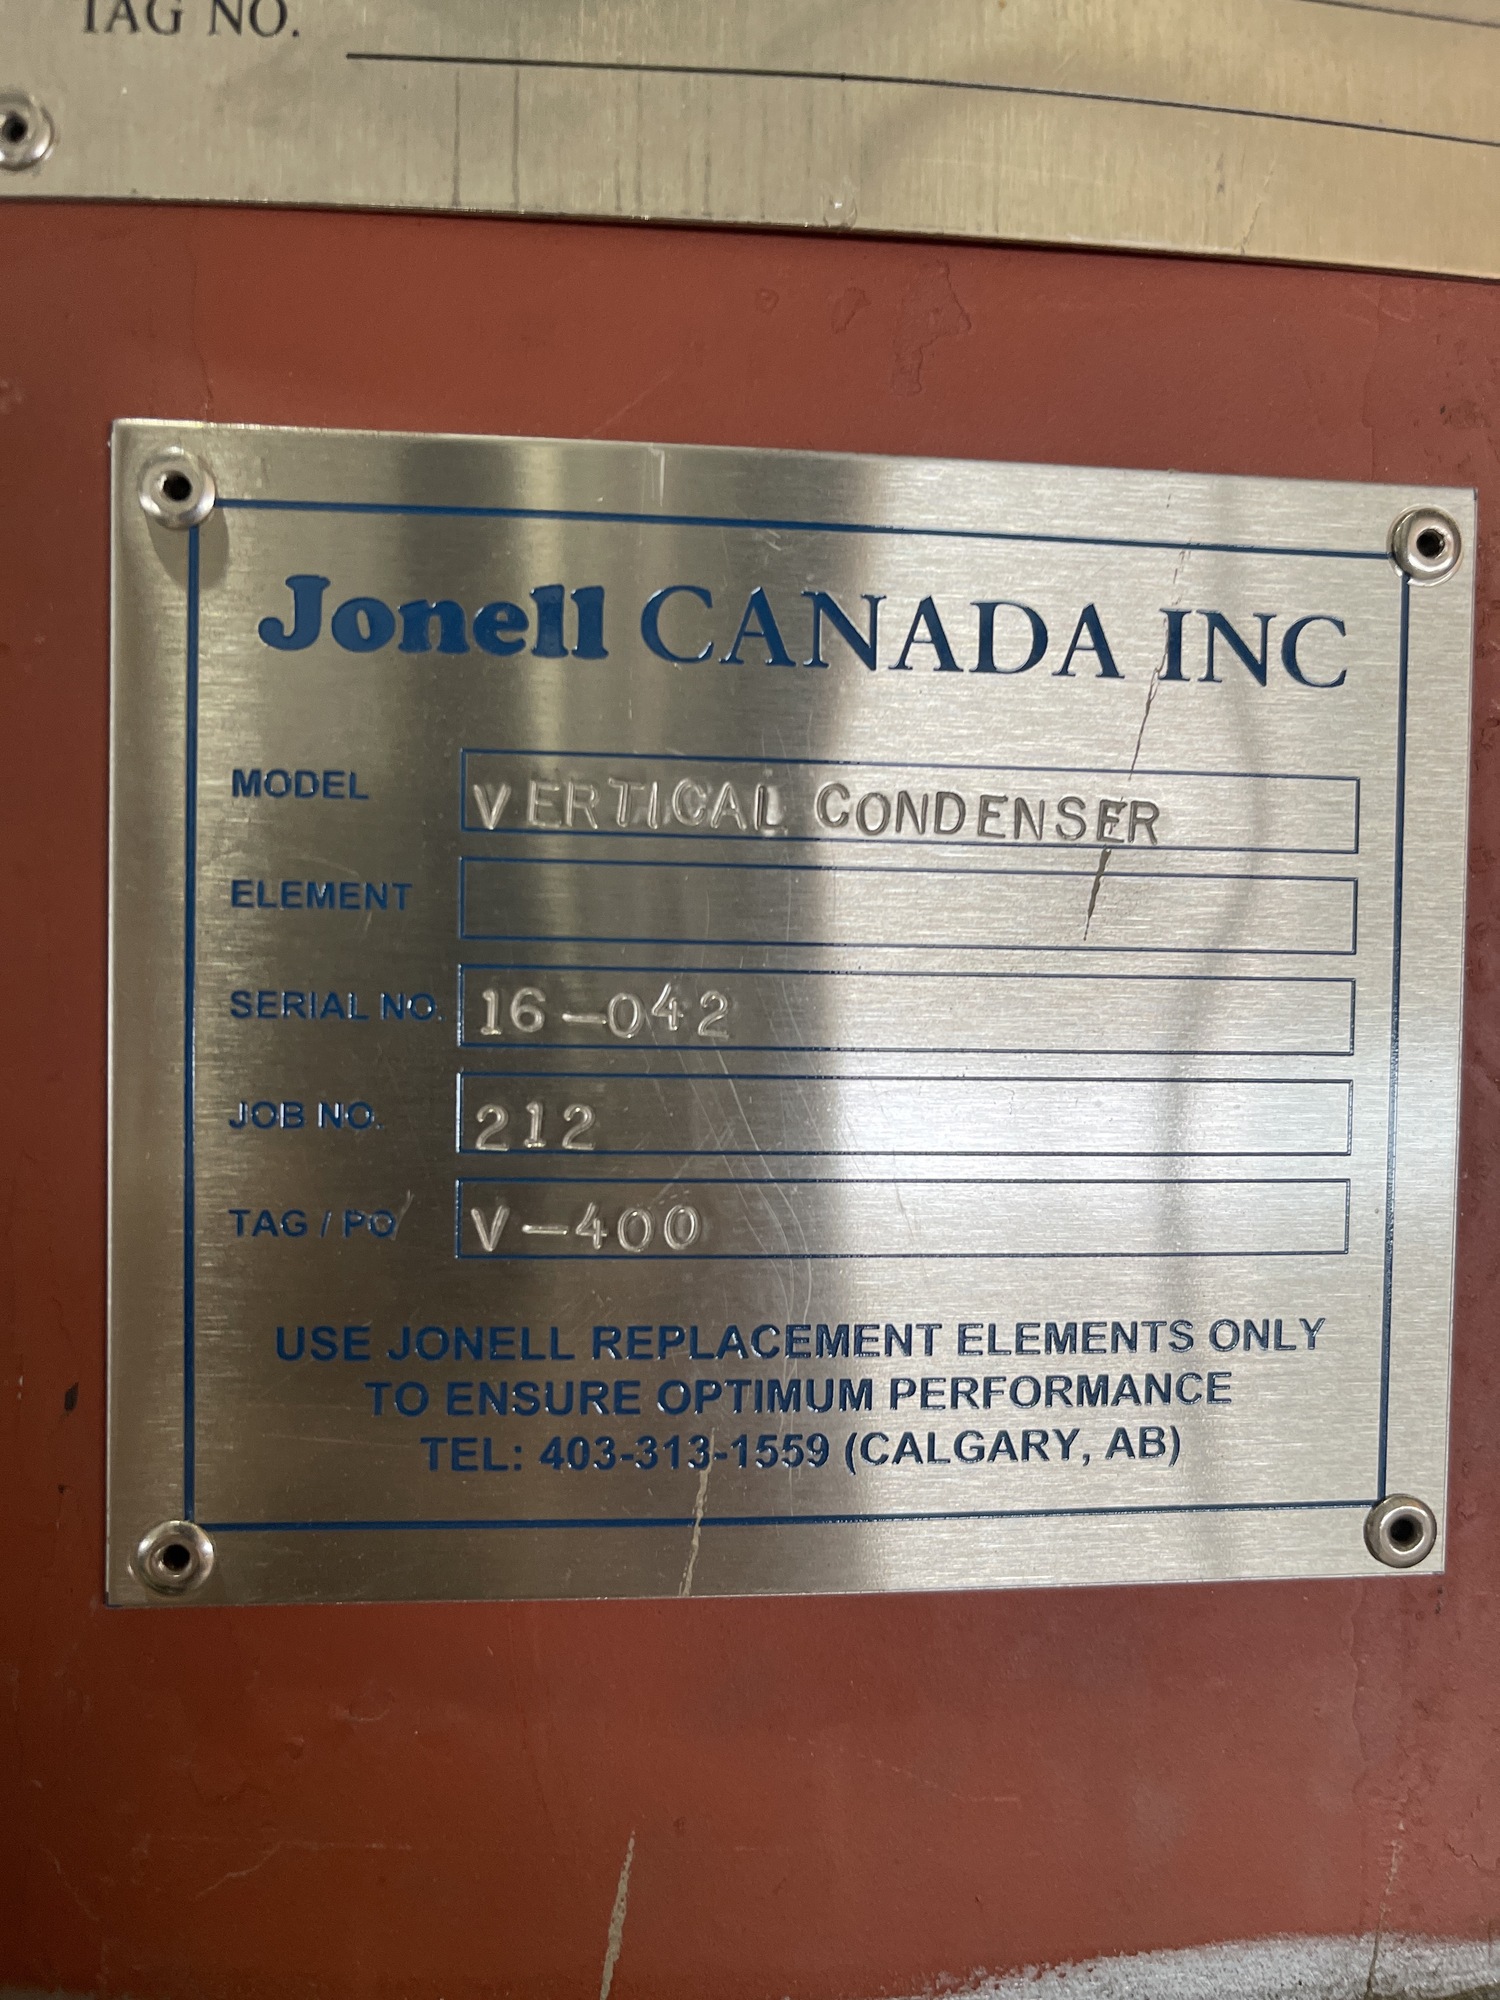 TAG NO.
Jonell CANADA INC
MODEL VERTICAL CONDENSER
ELEMENT
SERIAL NO. 16-042
JOB NO. 212
TAG / PO V-400
USE JONELL REPLACEMENT ELEMENTS ONLY
TO ENSURE OPTIMUM PERFORMANCE
TEL: 403-313-1559 (CALGARY, AB)